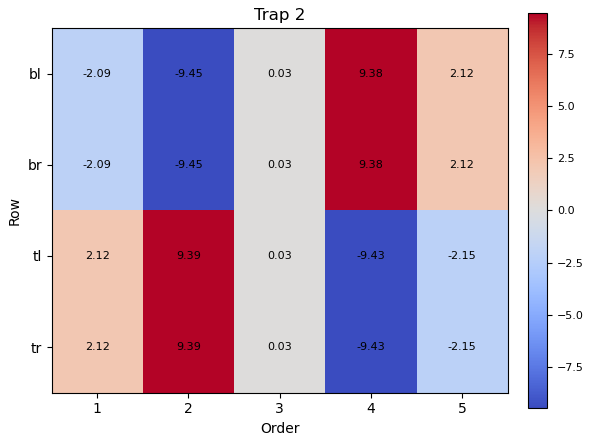 Trap 2
bl -2.09 -9.45 0.03 9.38 2.12
br -2.09 -9.45 0.03 9.38 2.12
tl 2.12 9.39 0.03 -9.43 -2.15
tr 2.12 9.39 0.03 -9.43 -2.15
1 2 3 4 5
Order
Row
7.5
5.0
2.5
0.0
−2.5
−5.0
−7.5